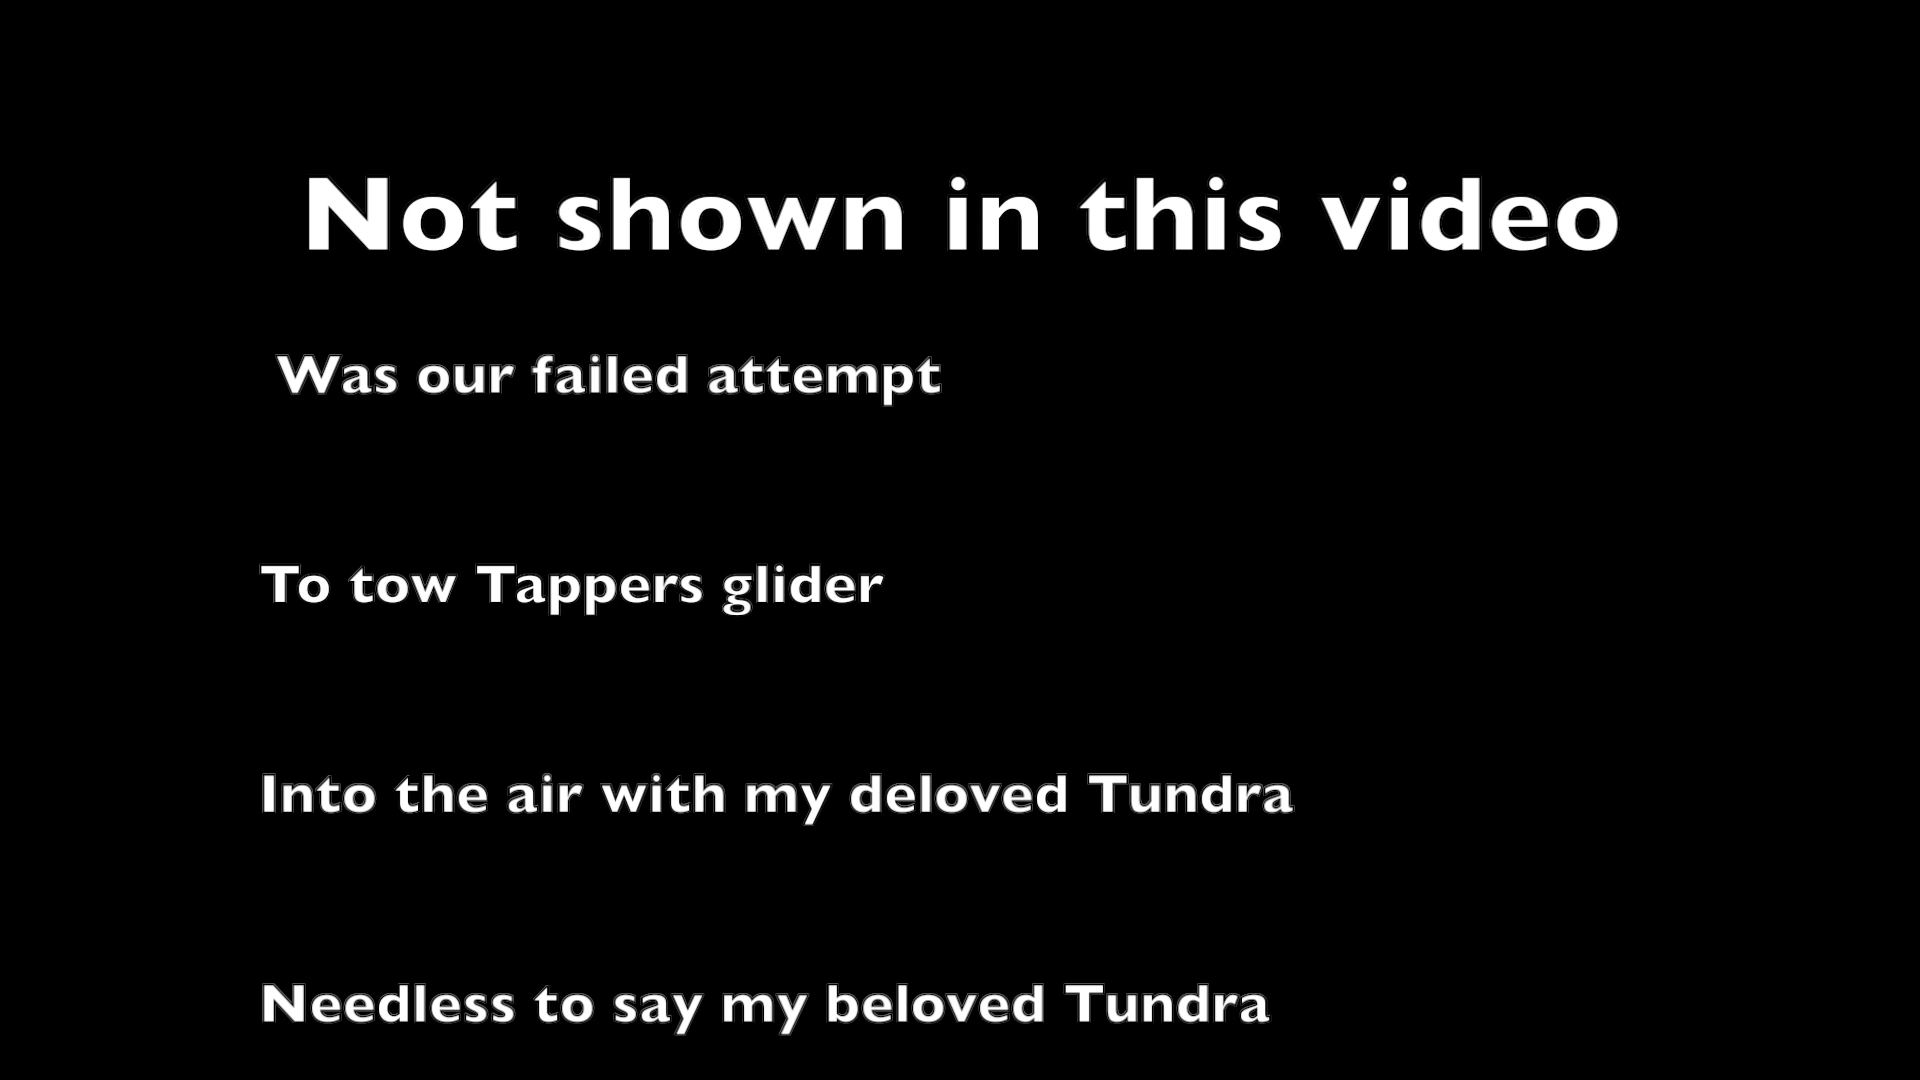 Not shown in this video
Was our failed attempt
To tow Tappers glider
Into the air with my deloved Tundra
Needless to say my beloved Tundra